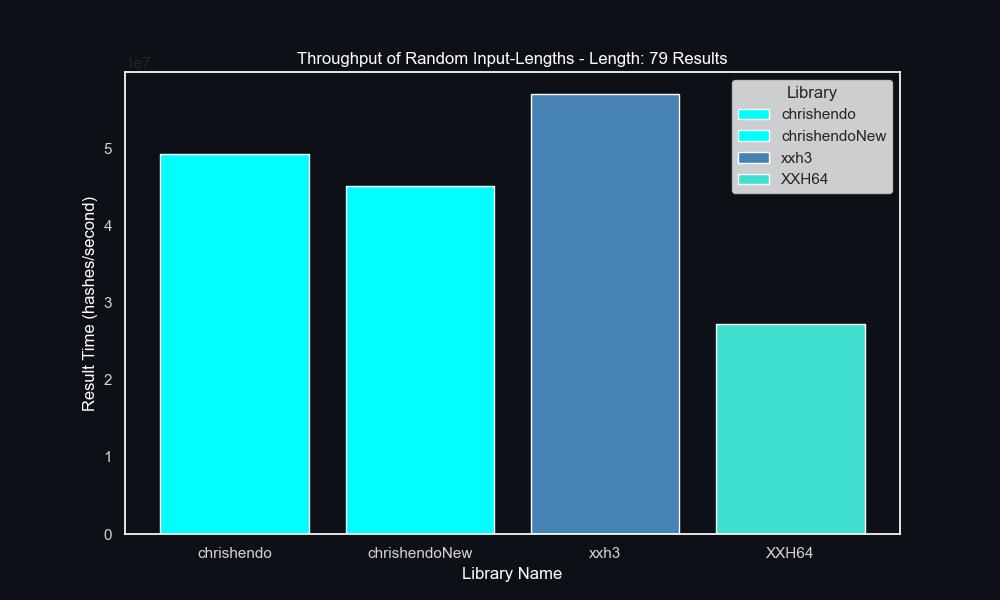 Throughput of Random Input-Lengths - Length: 79 Results
1e7
Library
chrishendo
chrishendoNew
xxh3
XXH64
5
4
3
2
1
0
Result Time (hashes/second)
chrishendo
chrishendoNew
xxh3
XXH64
Library Name